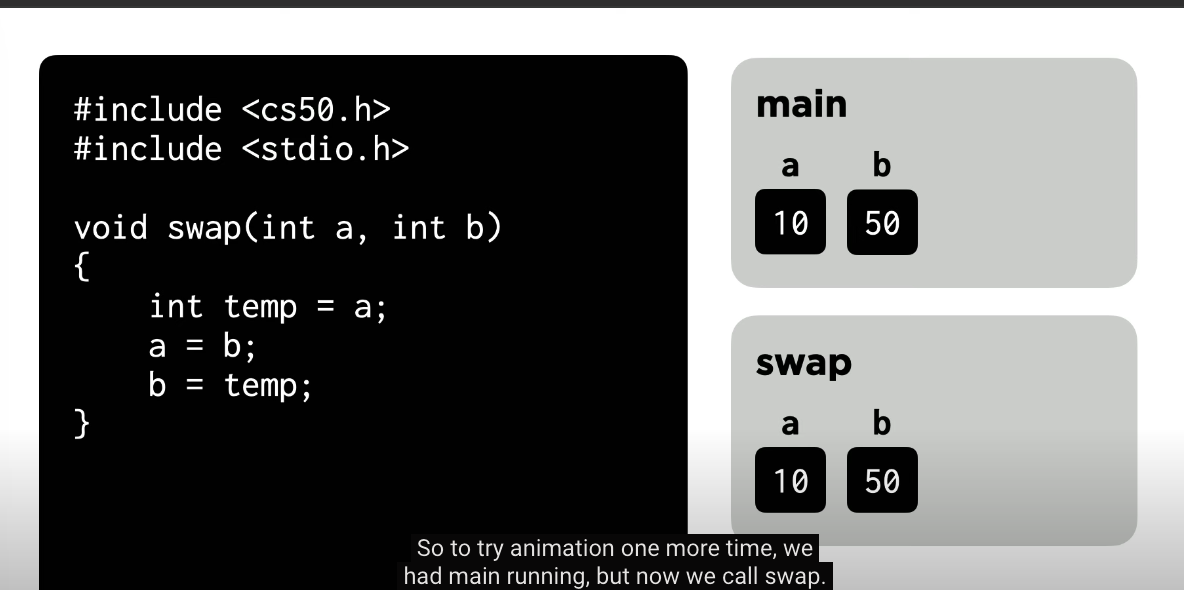 #include <cs50.h>
#include <stdio.h>
void swap(int a, int b)
{
    int temp = a;
    a = b;
    b = temp;
}
main
a b
10 50
swap
a b
10 50
So to try animation one more time, we
had main running, but now we call swap.